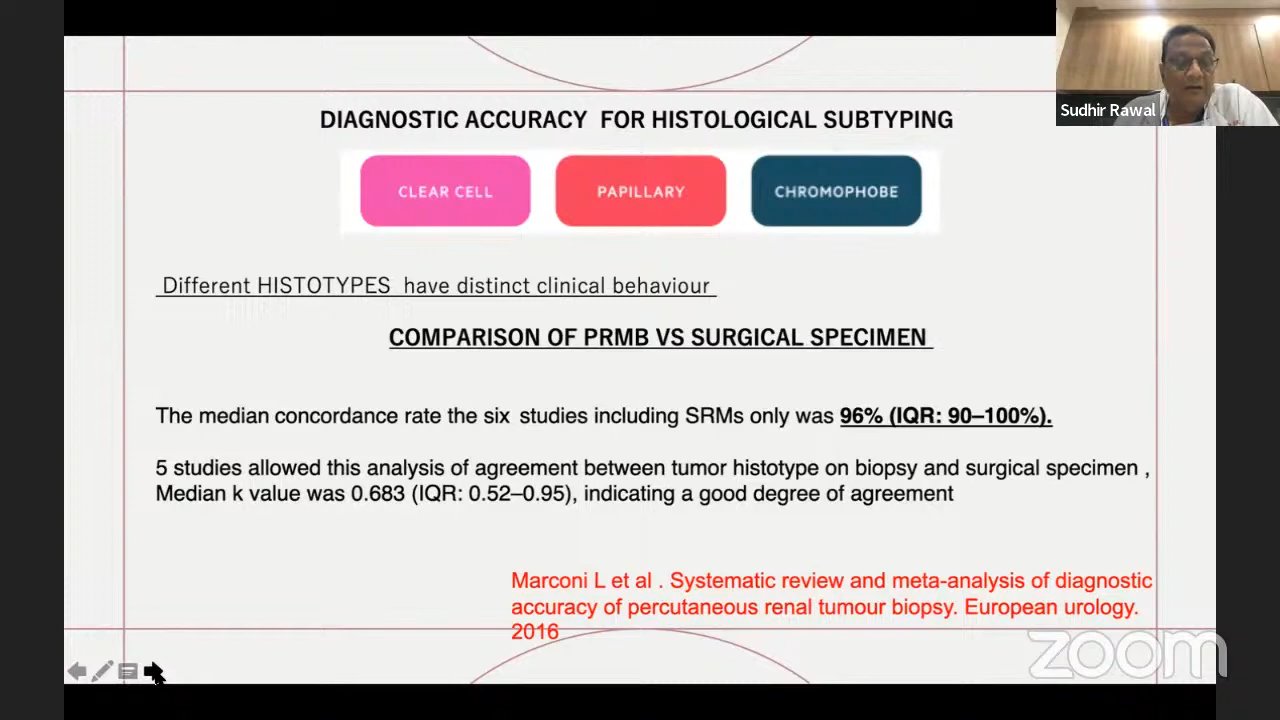 Sudhir Rawal
DIAGNOSTIC ACCURACY FOR HISTOLOGICAL SUBTYPING
CLEAR CELL
PAPILLARY
CHROMOPHOBE
Different HISTOTYPES have distinct clinical behaviour
COMPARISON OF PRMB VS SURGICAL SPECIMEN
The median concordance rate the six studies including SRMs only was 96% (IQR: 90–100%).
5 studies allowed this analysis of agreement between tumor histotype on biopsy and surgical specimen ,
Median k value was 0.683 (IQR: 0.52–0.95), indicating a good degree of agreement
Marconi L et al . Systematic review and meta-analysis of diagnostic
accuracy of percutaneous renal tumour biopsy. European urology.
2016
zoom